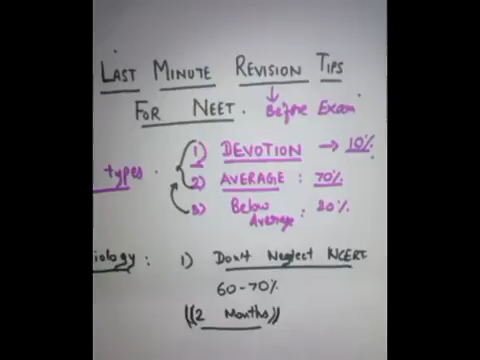 LAST MINUTE REVISION TIPS
FOR NEET. Before Exam
1) DEVOTION → 10%
types. 2) AVERAGE : 70%
3) Below Average : 20%
iology : 1) Don't Neglect NCERT
60-70%
((2 Months))